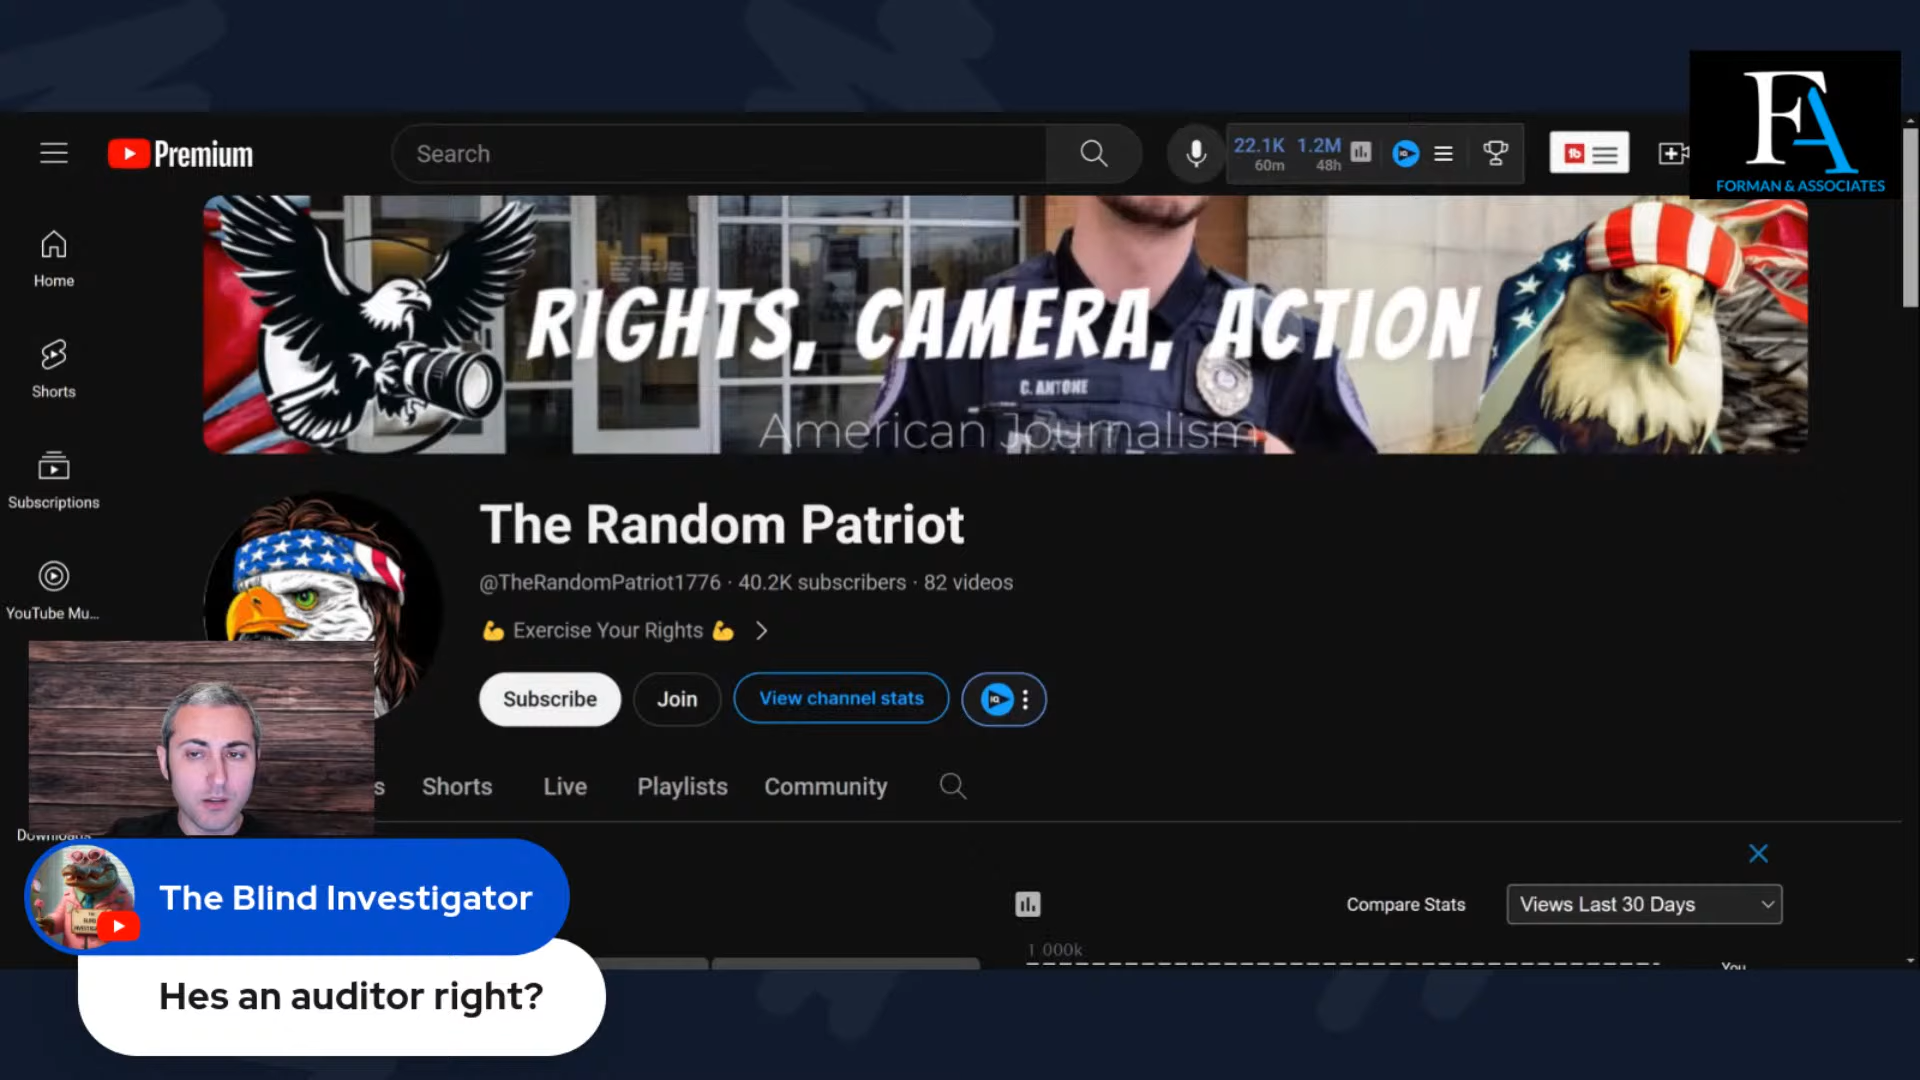 Premium
Search
22.1K 1.2M
60m 48h
FA
FORMAN & ASSOCIATES
Home
Shorts
Subscriptions
YouTube Mu...
Downloads
RIGHTS, CAMERA, ACTION
C. ANTONE
American Journalism
The Random Patriot
@TheRandomPatriot1776 · 40.2K subscribers · 82 videos
💪 Exercise Your Rights 💪
Subscribe
Join
View channel stats
s
Shorts
Live
Playlists
Community
Compare Stats
Views Last 30 Days
1 000k
You
The Blind Investigator
Hes an auditor right?